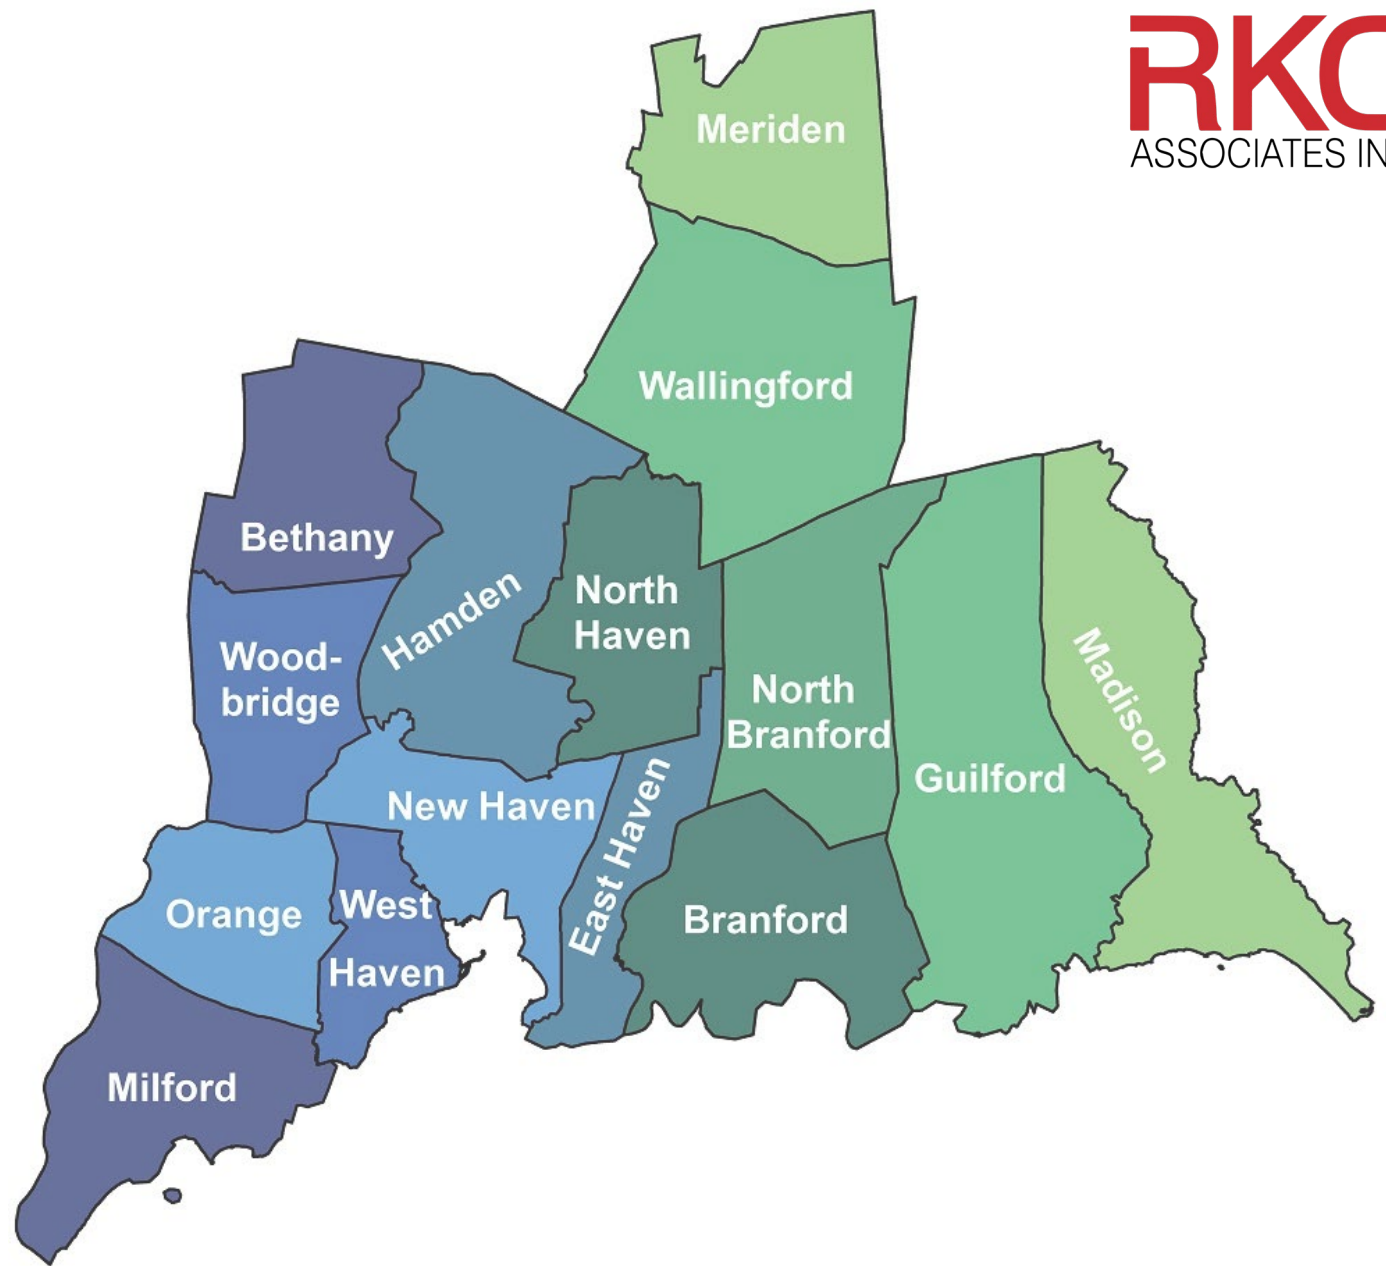 RKO
ASSOCIATES IN
Meriden
Wallingford
Bethany
Hamden
North
Haven
Wood-
bridge
North
Branford
Madison
Guilford
New Haven
East Haven
Orange
West
Haven
Branford
Milford